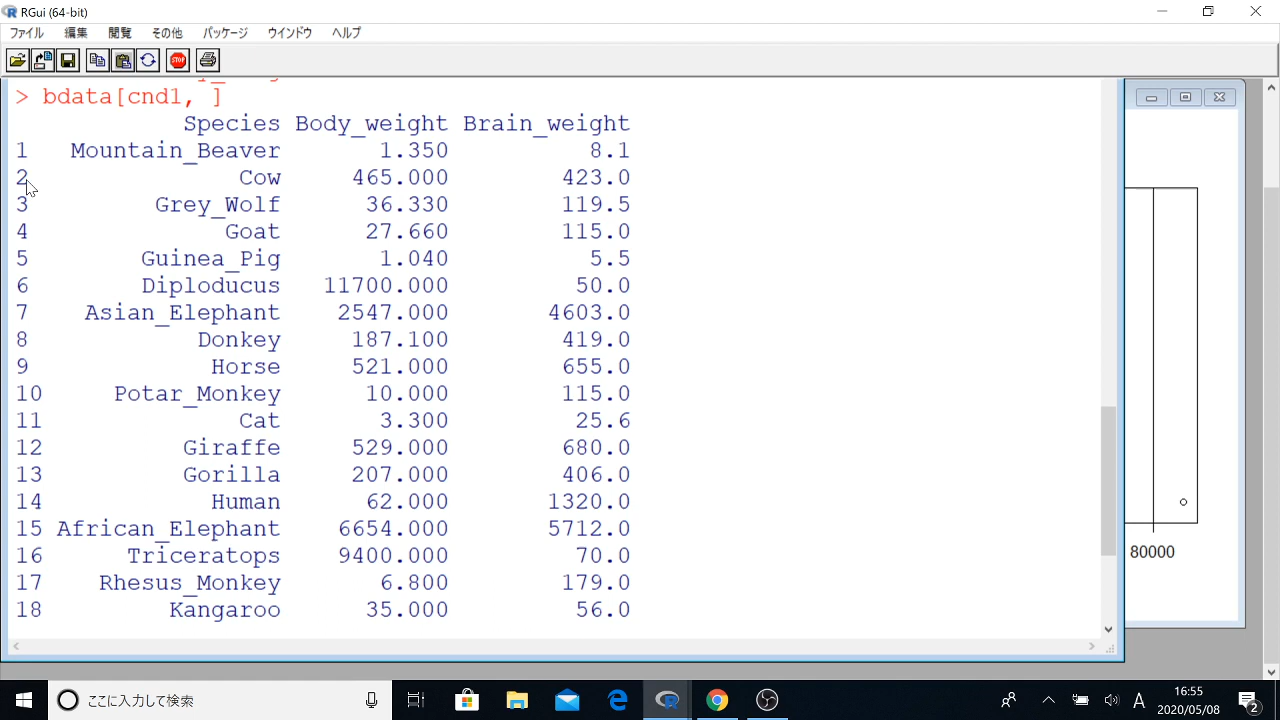 RGui (64-bit)
ファイル 編集 閲覧 その他 パッケージ ウインドウ ヘルプ
STOP
> bdata[cnd1, ]
Species Body_weight Brain_weight
1 Mountain_Beaver 1.350 8.1
2 Cow 465.000 423.0
3 Grey_Wolf 36.330 119.5
4 Goat 27.660 115.0
5 Guinea_Pig 1.040 5.5
6 Diploducus 11700.000 50.0
7 Asian_Elephant 2547.000 4603.0
8 Donkey 187.100 419.0
9 Horse 521.000 655.0
10 Potar_Monkey 10.000 115.0
11 Cat 3.300 25.6
12 Giraffe 529.000 680.0
13 Gorilla 207.000 406.0
14 Human 62.000 1320.0
15 African_Elephant 6654.000 5712.0
16 Triceratops 9400.000 70.0
17 Rhesus_Monkey 6.800 179.0
18 Kangaroo 35.000 56.0
80000
ここに入力して検索
A
16:55
2020/05/08
2